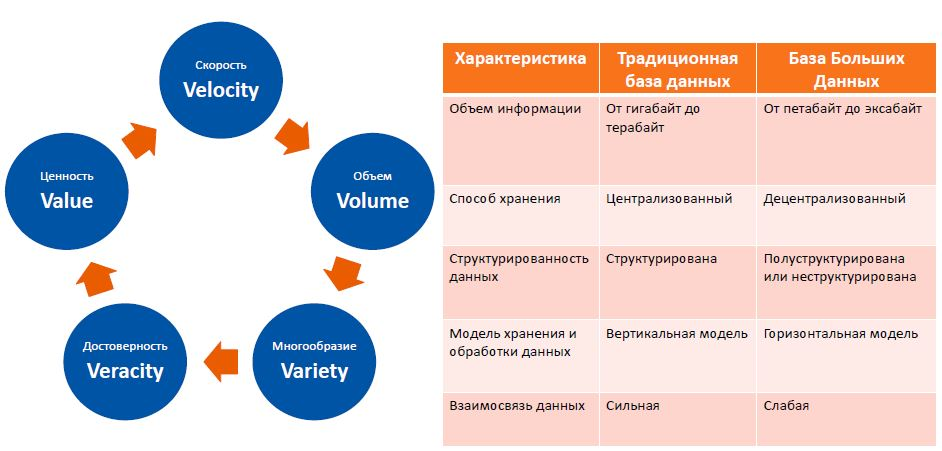 Скорость
Velocity
Объем
Volume
Многообразие
Variety
Достоверность
Veracity
Ценность
Value
Характеристика
Традиционная
база данных
База Больших
Данных
Объем информации
От гигабайт до
терабайт
От петабайт до эксабайт
Способ хранения
Централизованный
Децентрализованный
Структурированность
данных
Структурирована
Полуструктурирована
или неструктурирована
Модель хранения и
обработки данных
Вертикальная модель
Горизонтальная модель
Взаимосвязь данных
Сильная
Слабая